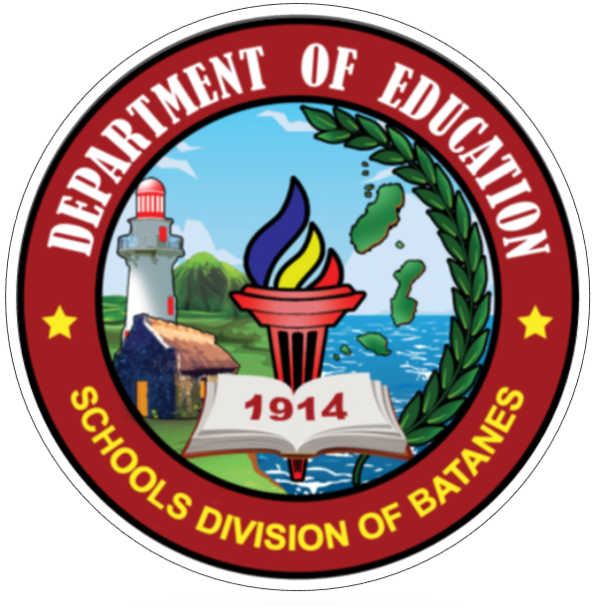 DEPARTMENT OF EDUCATION
1914
SCHOOLS DIVISION OF BATANES